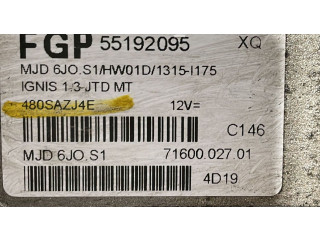 FGP 55192095 XQ
MJD 6JO.S1/HW01D/1315-I175
IGNIS 1.3 JTD MT
480SAZJ4E 12V=
C146
MJD 6JO.S1 71600.027.01
4D19